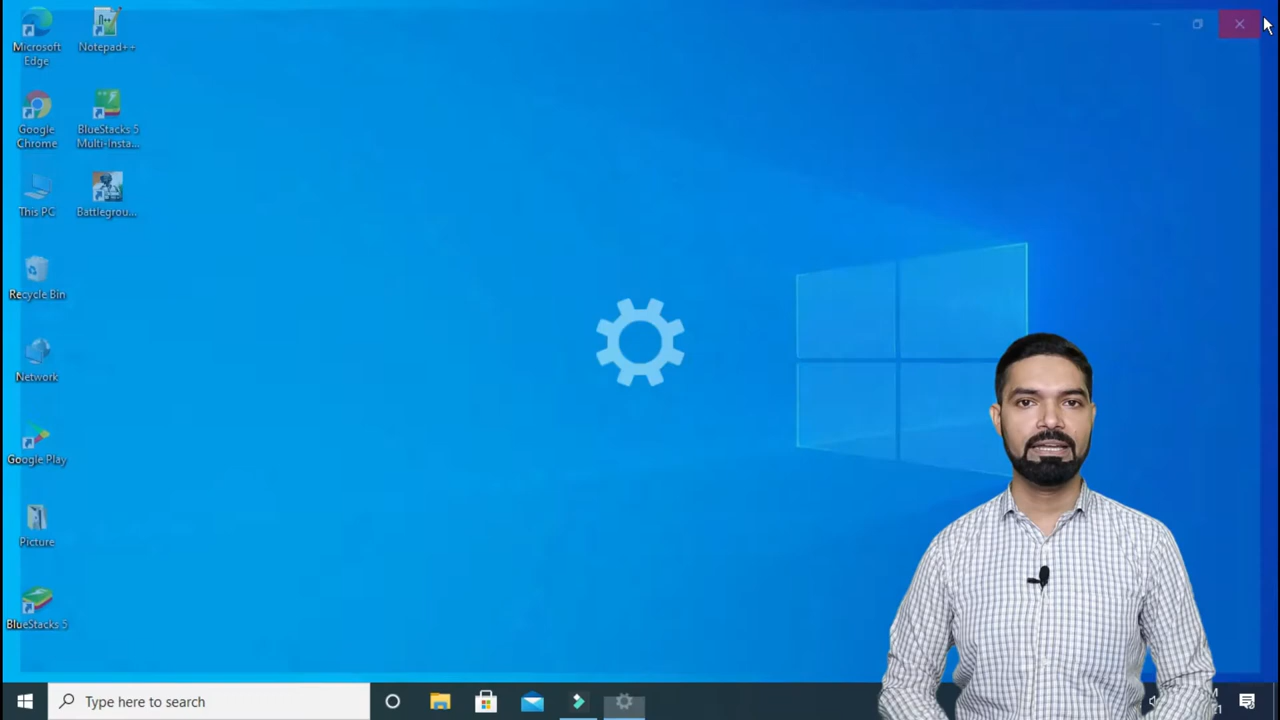 Microsoft
Edge
Notepad++
Google
Chrome
BlueStacks 5
Multi-Insta...
This PC
Battlegrou...
Recycle Bin
Network
Google Play
Picture
BlueStacks 5
Type here to search